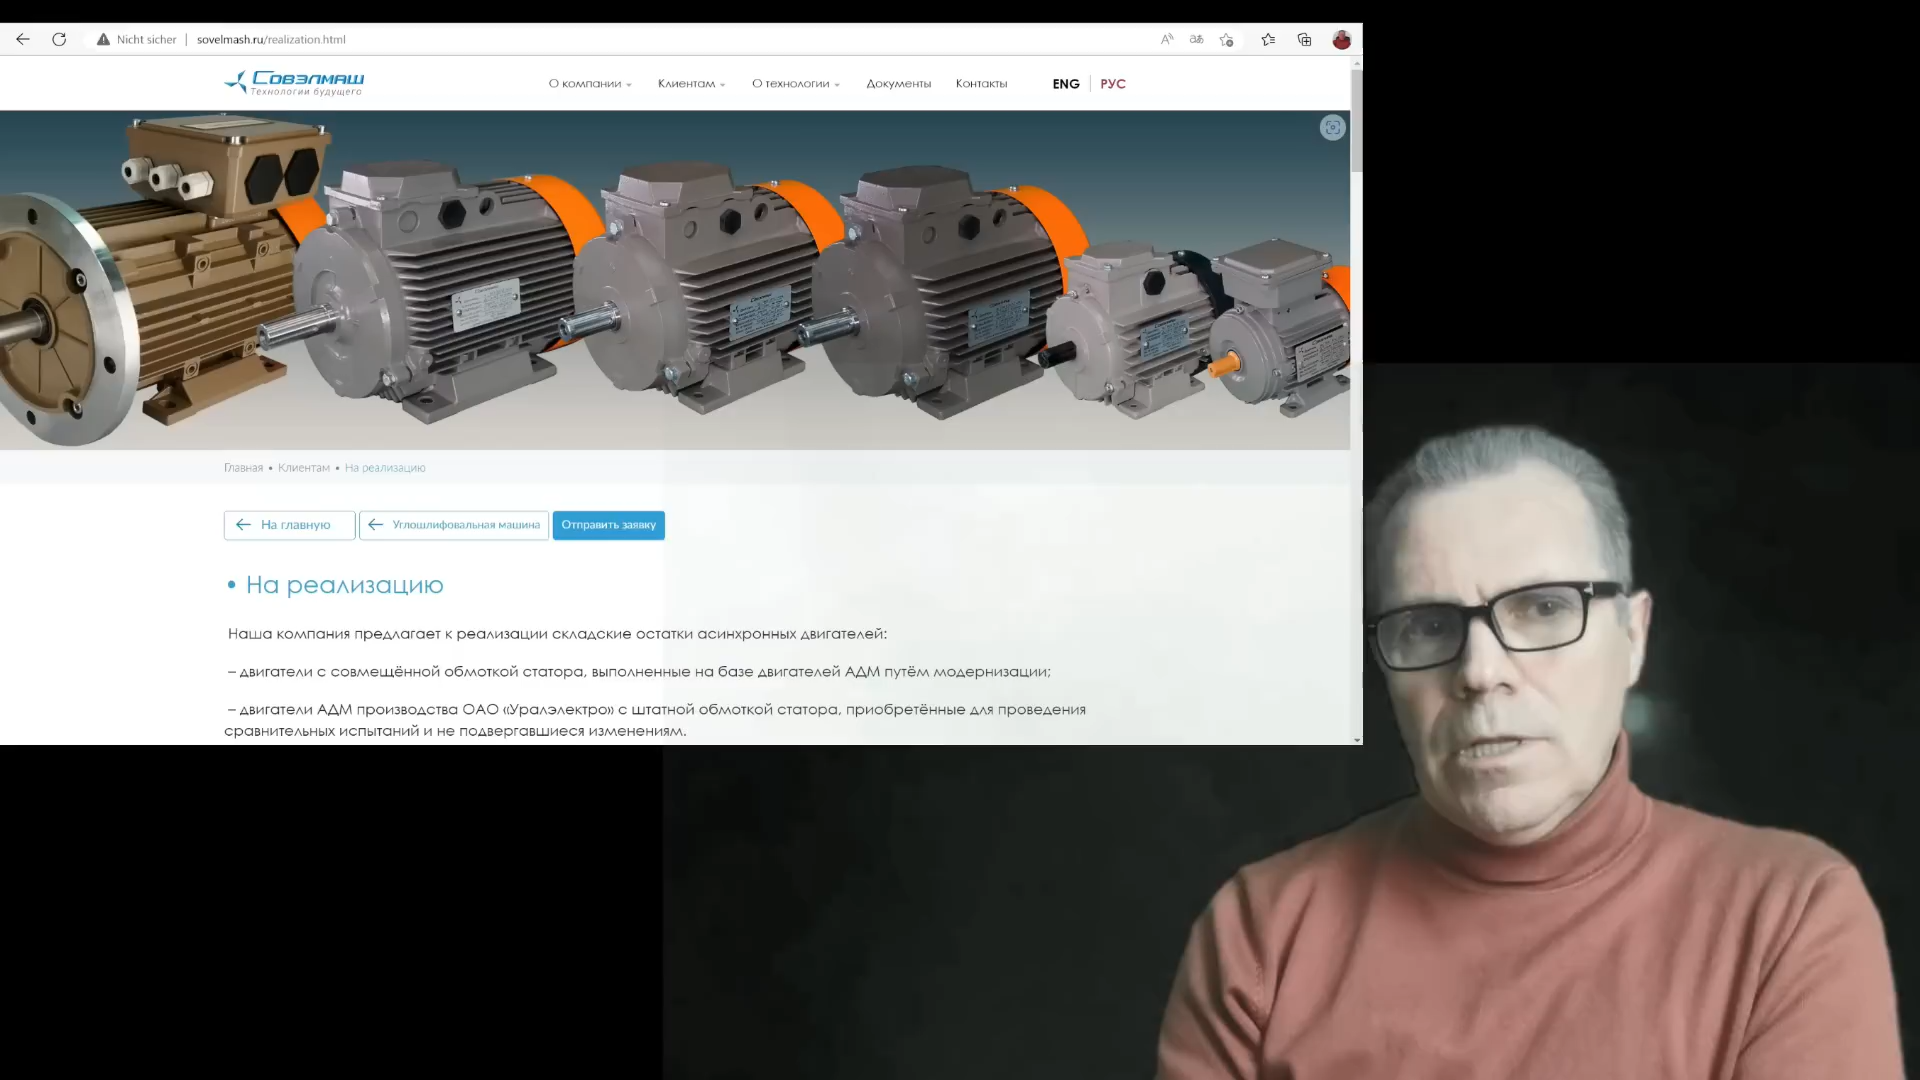 Nicht sicher | sovelmash.ru/realization.html
СОВЭЛМАШ
Технологии будущего
О компании Клиентам О технологии Документы Контакты ENG РУС
Главная • Клиентам • На реализацию
На главную Углошлифовальная машина Отправить заявку
• На реализацию
Наша компания предлагает к реализации складские остатки асинхронных двигателей:
– двигатели с совмещённой обмоткой статора, выполненные на базе двигателей АДМ путём модернизации;
– двигатели АДМ производства ОАО «Уралэлектро» с штатной обмоткой статора, приобретённые для проведения
сравнительных испытаний и не подвергавшиеся изменениям.